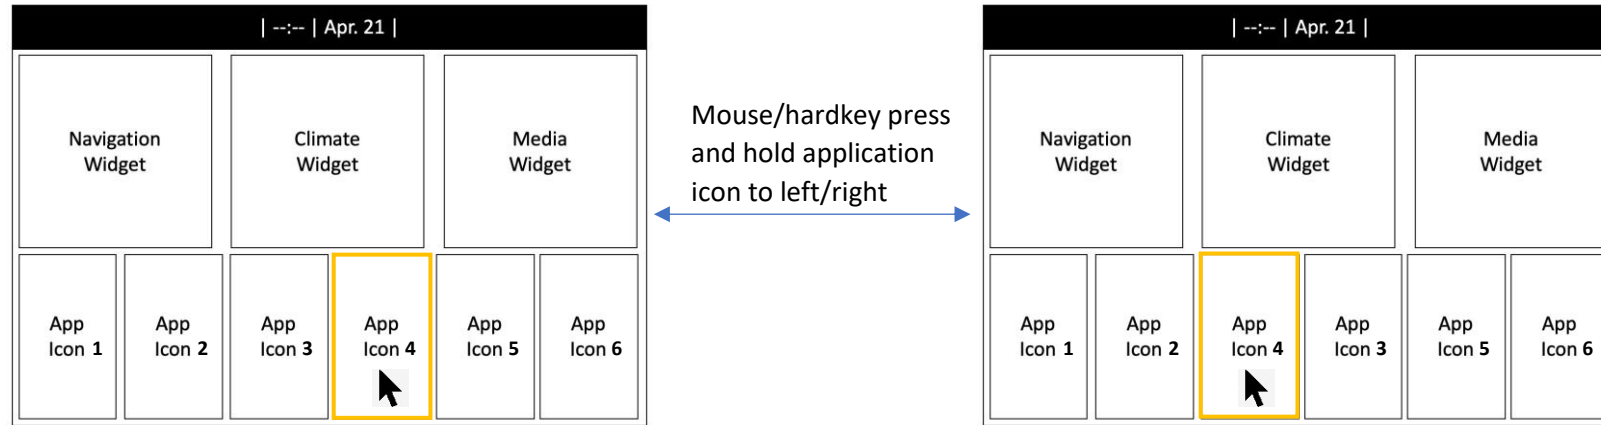 | --:-- | Apr. 21 |
Navigation
Widget
Climate
Widget
Media
Widget
App
Icon 1
App
Icon 2
App
Icon 3
App
Icon 4
App
Icon 5
App
Icon 6
Mouse/hardkey press
and hold application
icon to left/right
| --:-- | Apr. 21 |
Navigation
Widget
Climate
Widget
Media
Widget
App
Icon 1
App
Icon 2
App
Icon 4
App
Icon 3
App
Icon 5
App
Icon 6